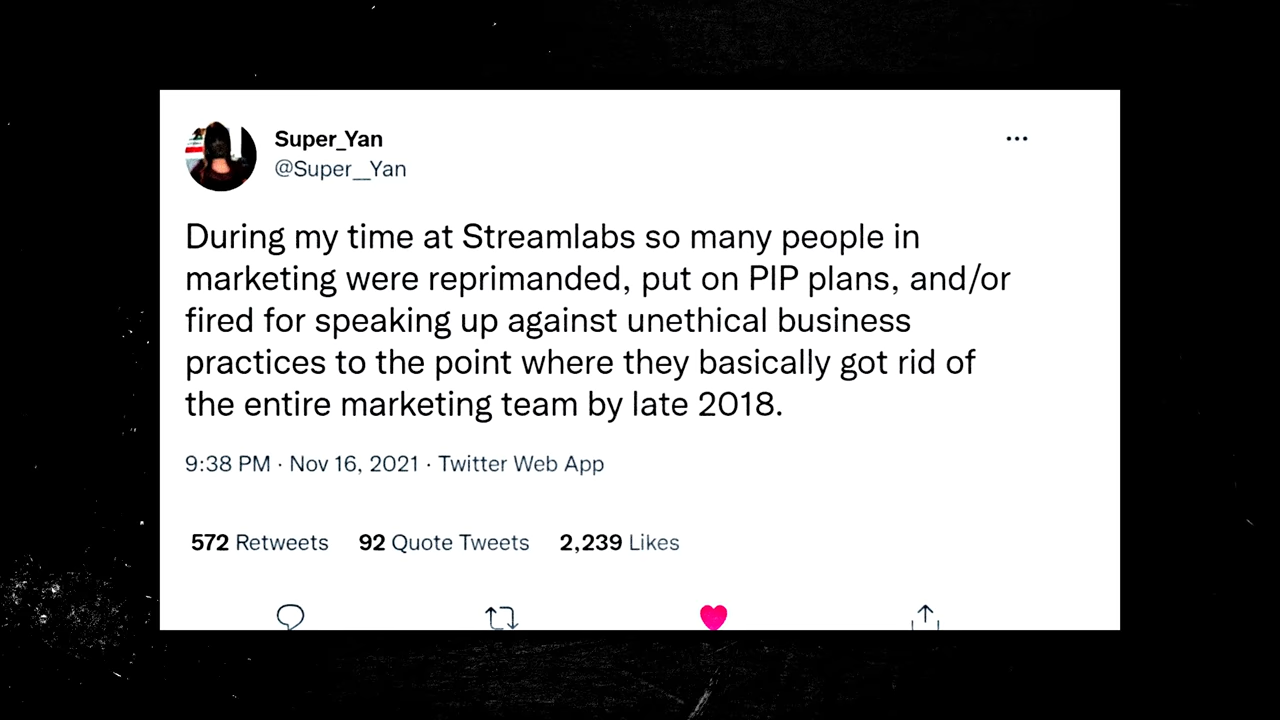 Super_Yan
@Super__Yan
During my time at Streamlabs so many people in
marketing were reprimanded, put on PIP plans, and/or
fired for speaking up against unethical business
practices to the point where they basically got rid of
the entire marketing team by late 2018.
9:38 PM · Nov 16, 2021 · Twitter Web App
572 Retweets 92 Quote Tweets 2,239 Likes